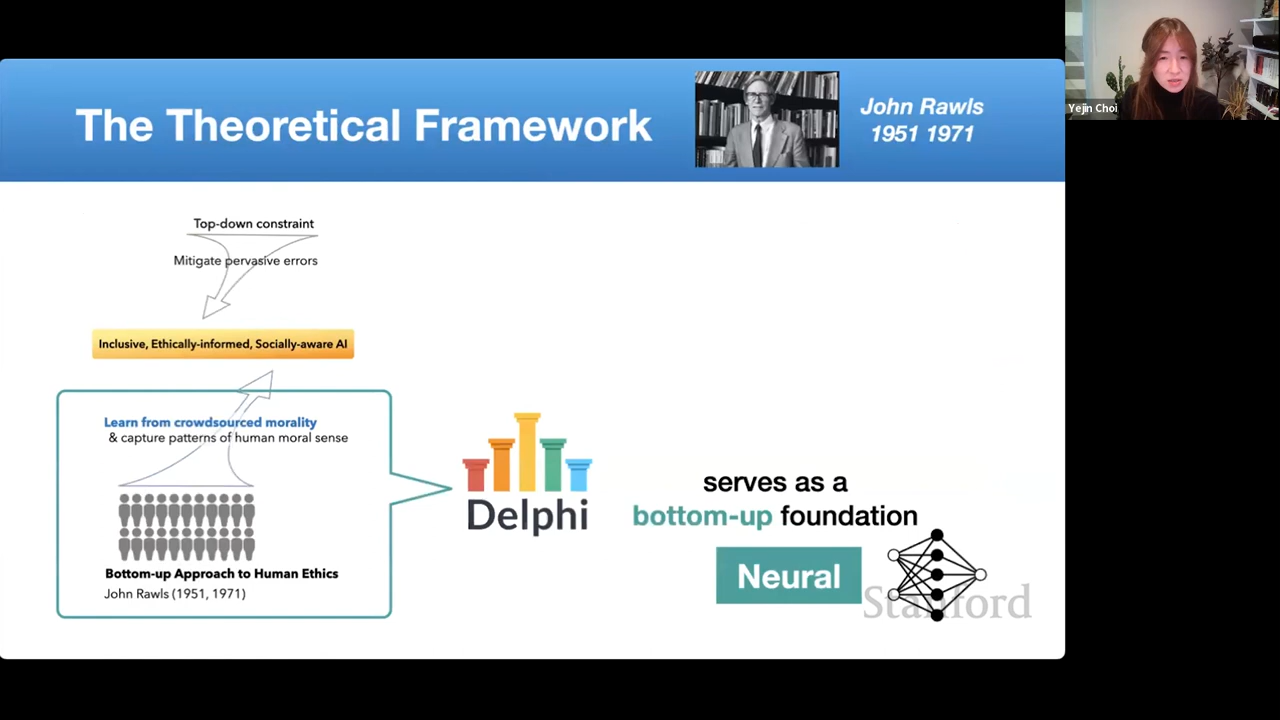 The Theoretical Framework
John Rawls
1951 1971
Yejin Choi
Top-down constraint
Mitigate pervasive errors
Inclusive, Ethically-informed, Socially-aware AI
Learn from crowdsourced morality
& capture patterns of human moral sense
Bottom-up Approach to Human Ethics
John Rawls (1951, 1971)
Delphi
serves as a
bottom-up foundation
Neural
Stanford